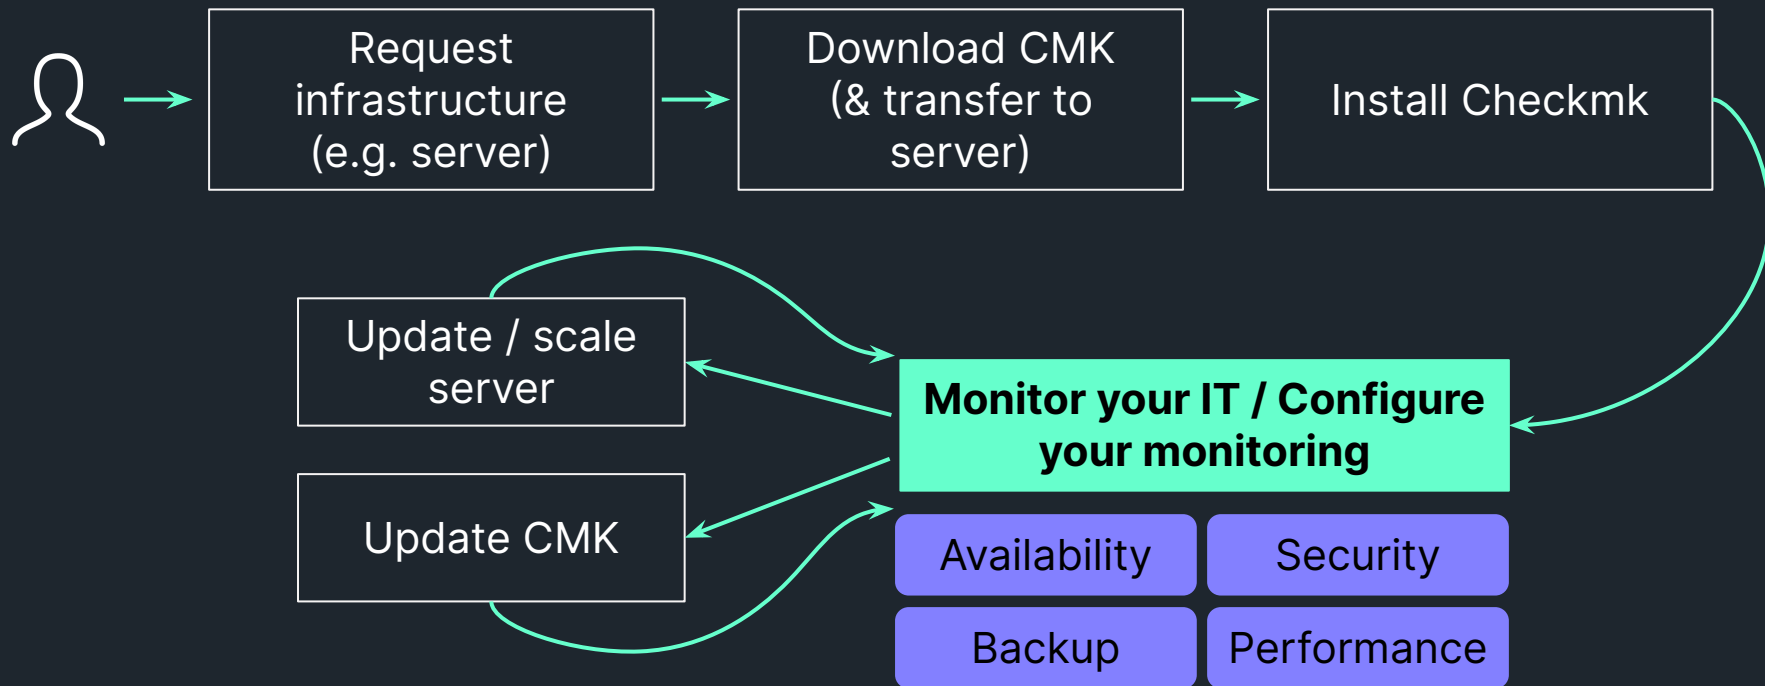 Request
infrastructure
(e.g. server)
Download CMK
(& transfer to
server)
Install Checkmk
Update / scale
server
Monitor your IT / Configure
your monitoring
Update CMK
Availability
Security
Backup
Performance